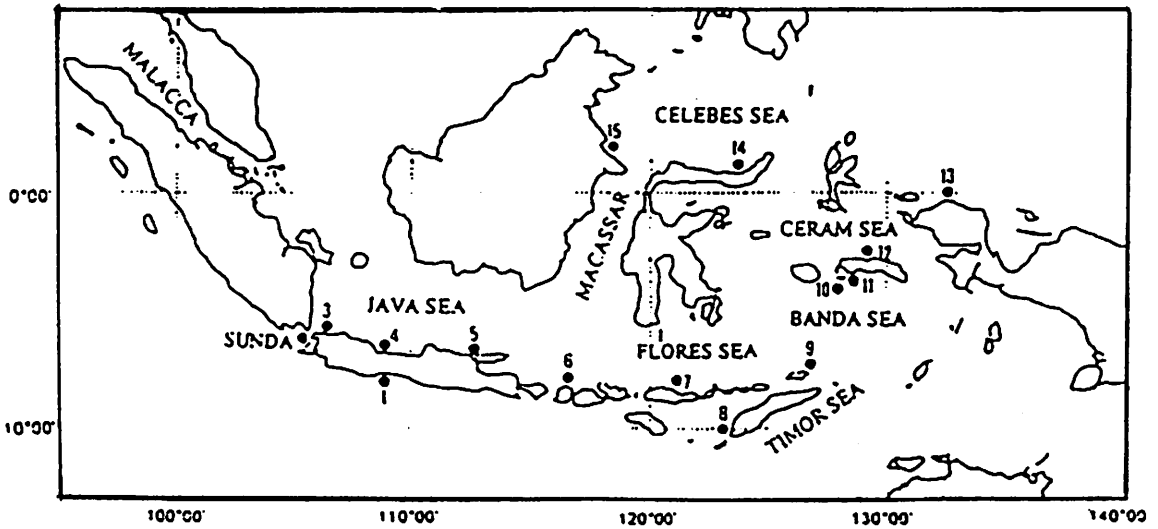 MALACCA
CELEBES SEA
15
14
0°00'
13
MACASSAR
CERAM SEA
12
10
11
JAVA SEA
BANDA SEA
3
SUNDA
4
5
FLORES SEA
9
6
7
1
8
TIMOR SEA
10°00'
100°00'
110°00'
120°00'
130°00'
140°00'